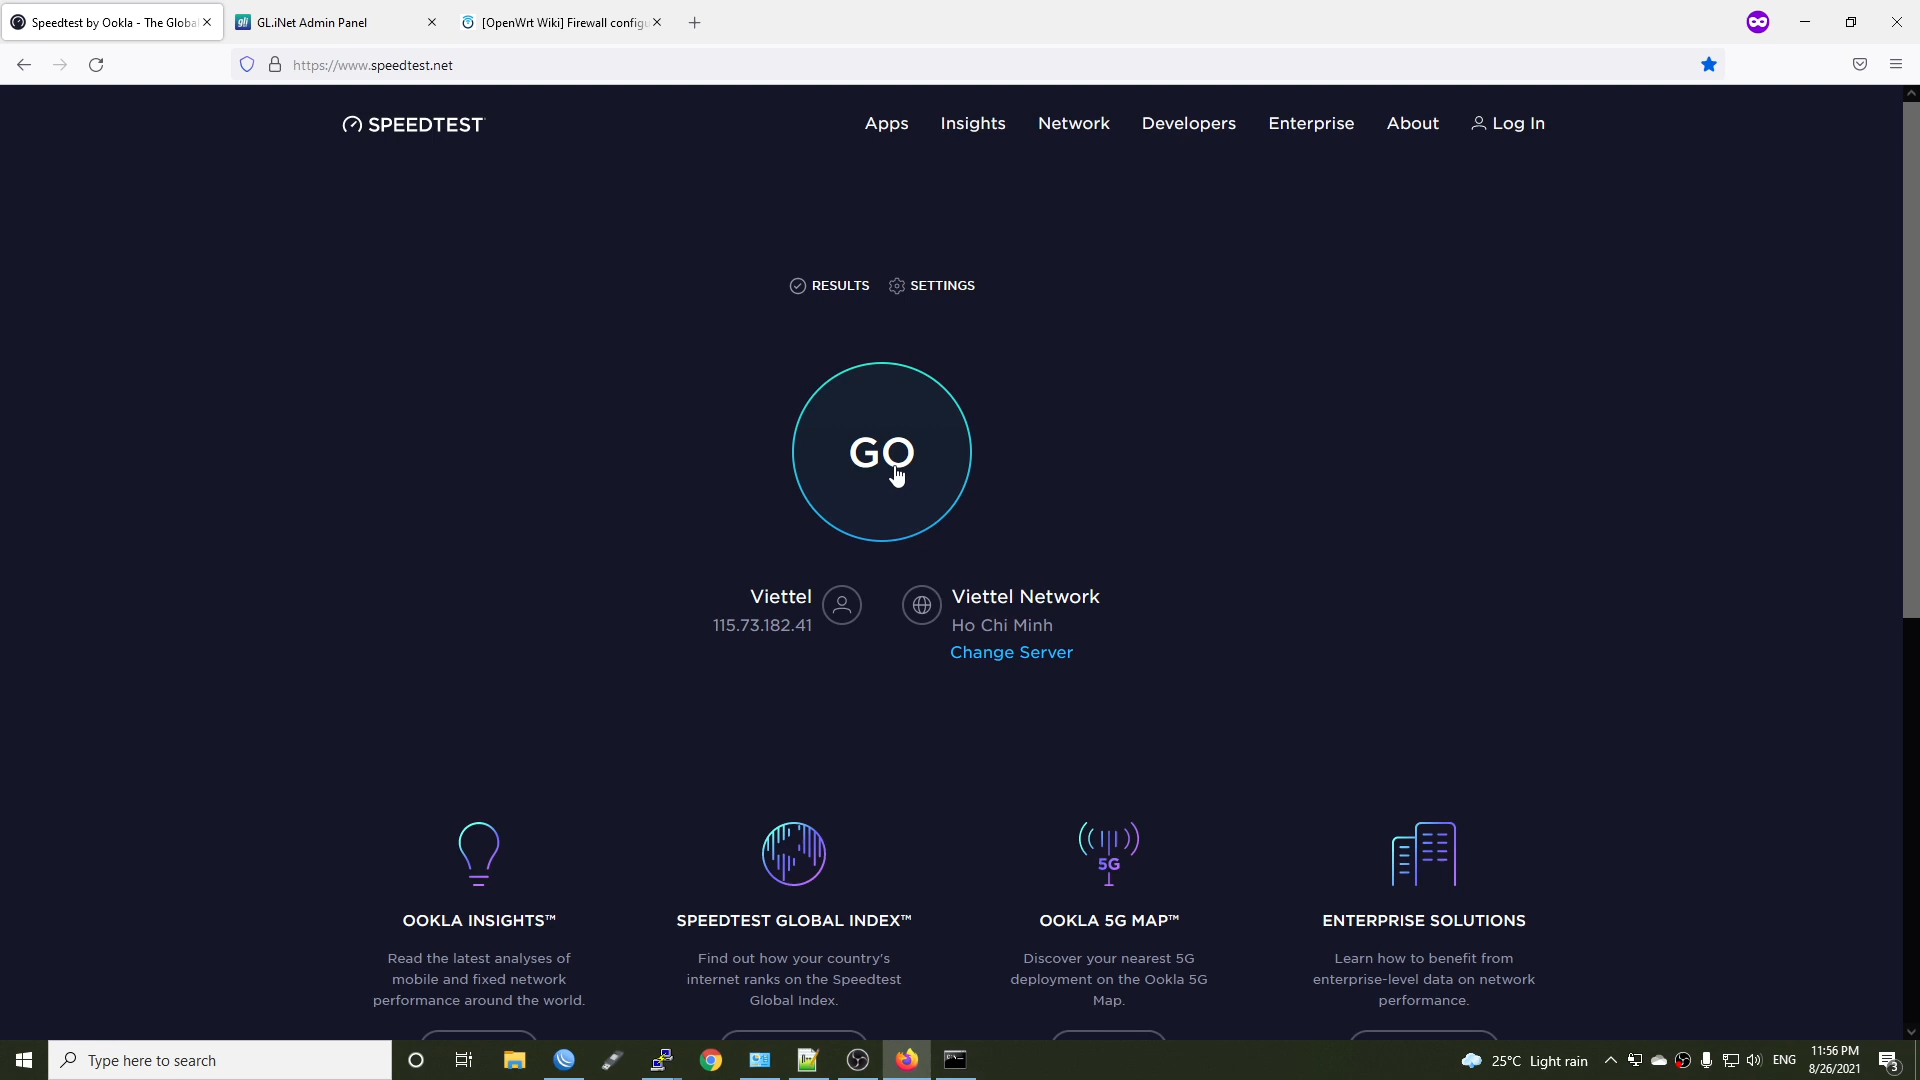 Speedtest by Ookla - The Global
GL.iNet Admin Panel
[OpenWrt Wiki] Firewall configu
https://www.speedtest.net
SPEEDTEST
Apps
Insights
Network
Developers
Enterprise
About
Log In
RESULTS
SETTINGS
GO
Viettel
115.73.182.41
Viettel Network
Ho Chi Minh
Change Server
5G
OOKLA INSIGHTS™
Read the latest analyses of
mobile and fixed network
performance around the world.
SPEEDTEST GLOBAL INDEX™
Find out how your country's
internet ranks on the Speedtest
Global Index.
OOKLA 5G MAP™
Discover your nearest 5G
deployment on the Ookla 5G
Map.
ENTERPRISE SOLUTIONS
Learn how to benefit from
enterprise-level data on network
performance.
Type here to search
25°C Light rain
ENG
11:56 PM
8/26/2021
3